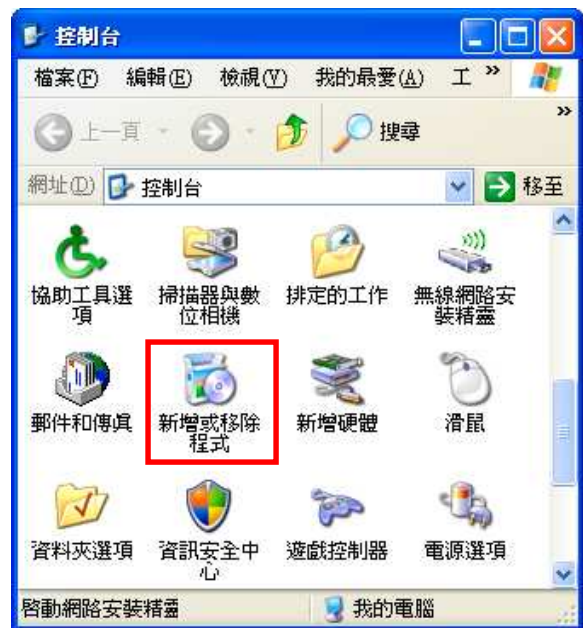 控制台
檔案(F) 編輯(E) 檢視(V) 我的最愛(A) 工 »
上一頁 搜尋 »
網址(D) 控制台 移至
協助工具選項
掃描器與數位相機
排定的工作
無線網路安裝精靈
郵件和傳真
新增或移除程式
新增硬體
滑鼠
資料夾選項
資訊安全中心
遊戲控制器
電源選項
啓動網路安裝精靈 我的電腦